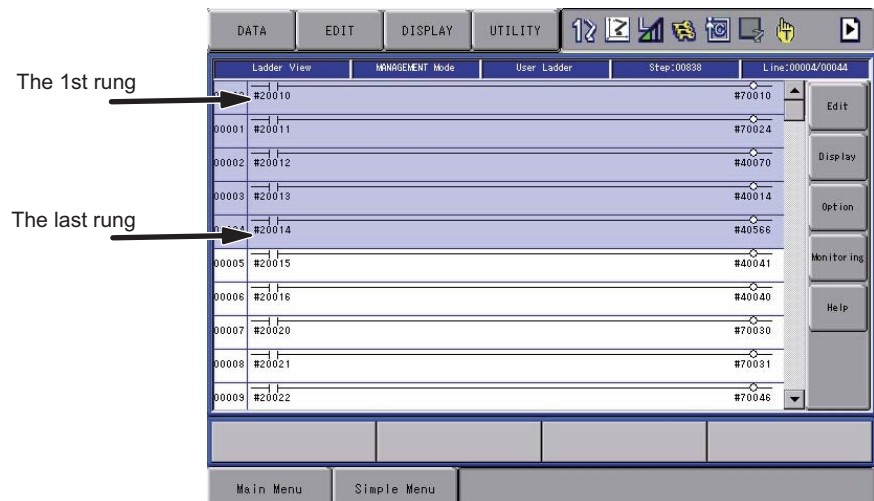 DATA EDIT DISPLAY UTILITY
Ladder View MANAGEMENT Mode User Ladder Step:00838 Line:00004/00044
The 1st rung
#20010 #70010
Edit
00001 #20011 #70024
00002 #20012 #40070
Display
00003 #20013 #40014
Option
The last rung
#20014 #40566
00005 #20015 #40041
Monitoring
00006 #20016 #40040
Help
00007 #20020 #70030
00008 #20021 #70031
00009 #20022 #70046
Main Menu Simple Menu